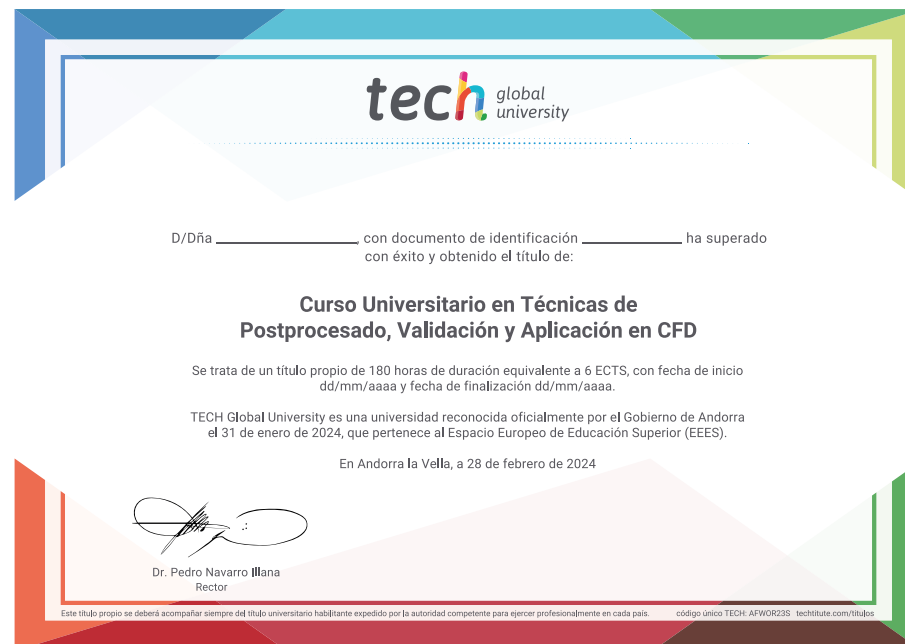 tech global university
D/Dña ______________, con documento de identificación __________ ha superado
con éxito y obtenido el título de:
Curso Universitario en Técnicas de
Postprocesado, Validación y Aplicación en CFD
Se trata de un título propio de 180 horas de duración equivalente a 6 ECTS, con fecha de inicio
dd/mm/aaaa y fecha de finalización dd/mm/aaaa.
TECH Global University es una universidad reconocida oficialmente por el Gobierno de Andorra
el 31 de enero de 2024, que pertenece al Espacio Europeo de Educación Superior (EEES).
En Andorra la Vella, a 28 de febrero de 2024
Dr. Pedro Navarro Illana
Rector
Este título propio se deberá acompañar siempre del título universitario habilitante expedido por la autoridad competente para ejercer profesionalmente en cada país. código único TECH: AFWOR23S techtitute.com/titulos